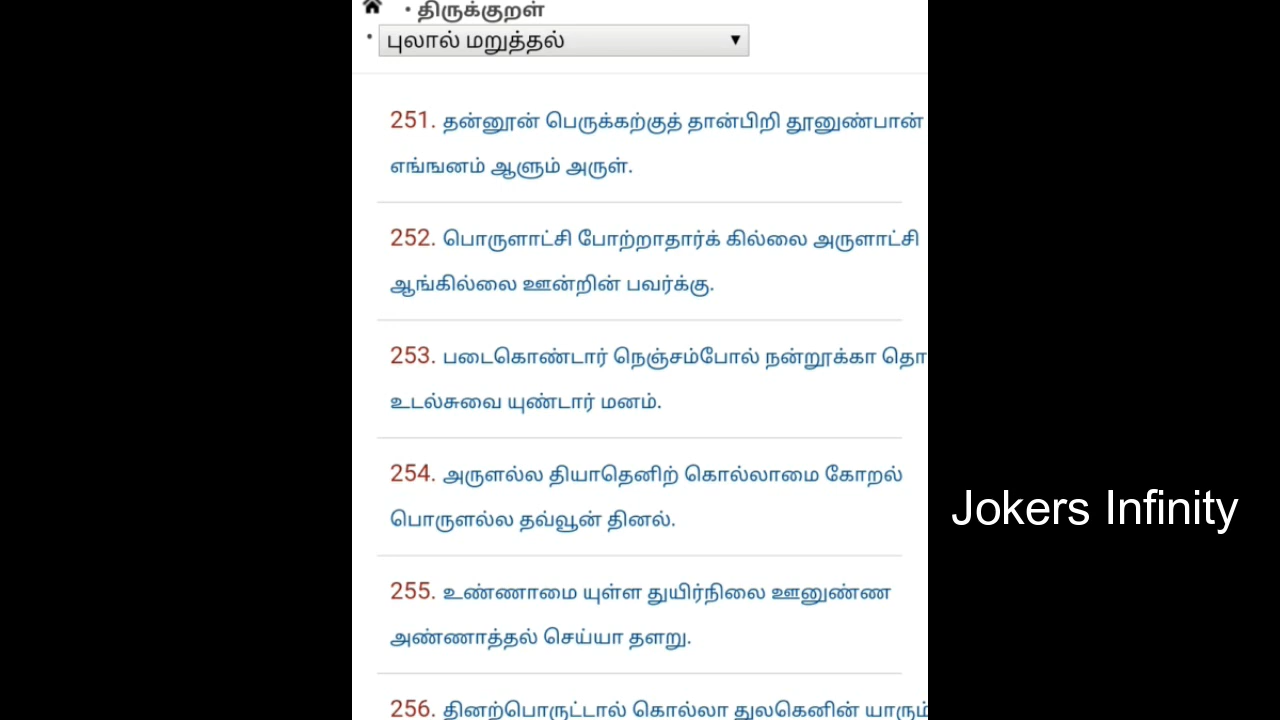 • திருக்குறள்
• புலால் மறுத்தல் ▼
251. தன்னூன் பெருக்கற்குத் தான்பிறி தூனுண்பான்
எங்ஙனம் ஆளும் அருள்.
252. பொருளாட்சி போற்றாதார்க் கில்லை அருளாட்சி
ஆங்கில்லை ஊன்றின் பவர்க்கு.
253. படைகொண்டார் நெஞ்சம்போல் நன்றூக்கா தொ
உடல்சுவை யுண்டார் மனம்.
254. அருளல்ல தியாதெனிற் கொல்லாமை கோறல்
பொருளல்ல தவ்வூன் தினல்.
255. உண்ணாமை யுள்ள துயிர்நிலை ஊனுண்ண
அண்ணாத்தல் செய்யா தளறு.
256. தினற்பொருட்டால் கொல்லா துலகெனின் யாரும்
Jokers Infinity